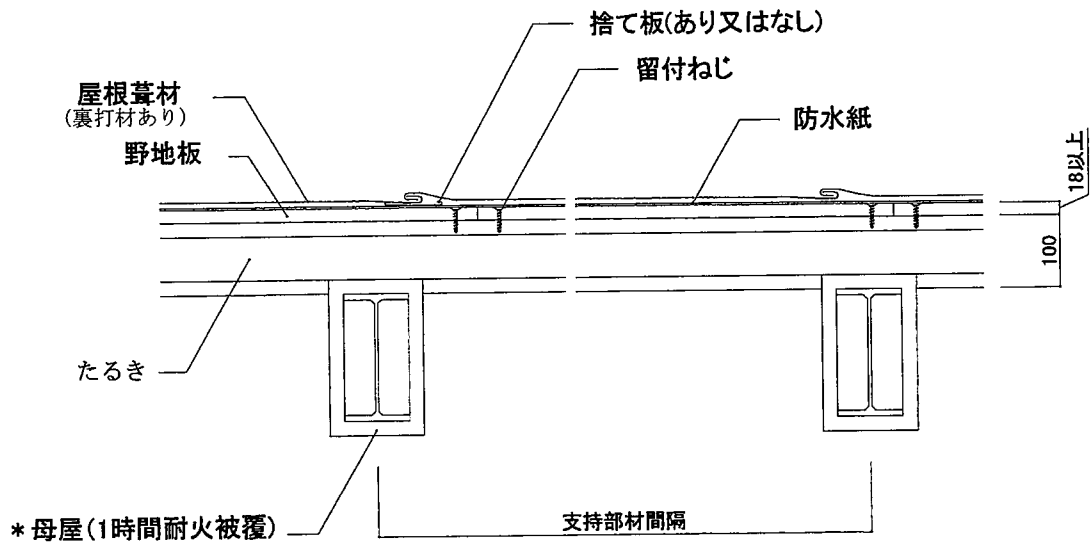 捨て板(あり又はなし)
留付ねじ
屋根葺材
(裏打材あり)
防水紙
野地板
18以上
100
たるき
*母屋(1時間耐火被覆)
支持部材間隔